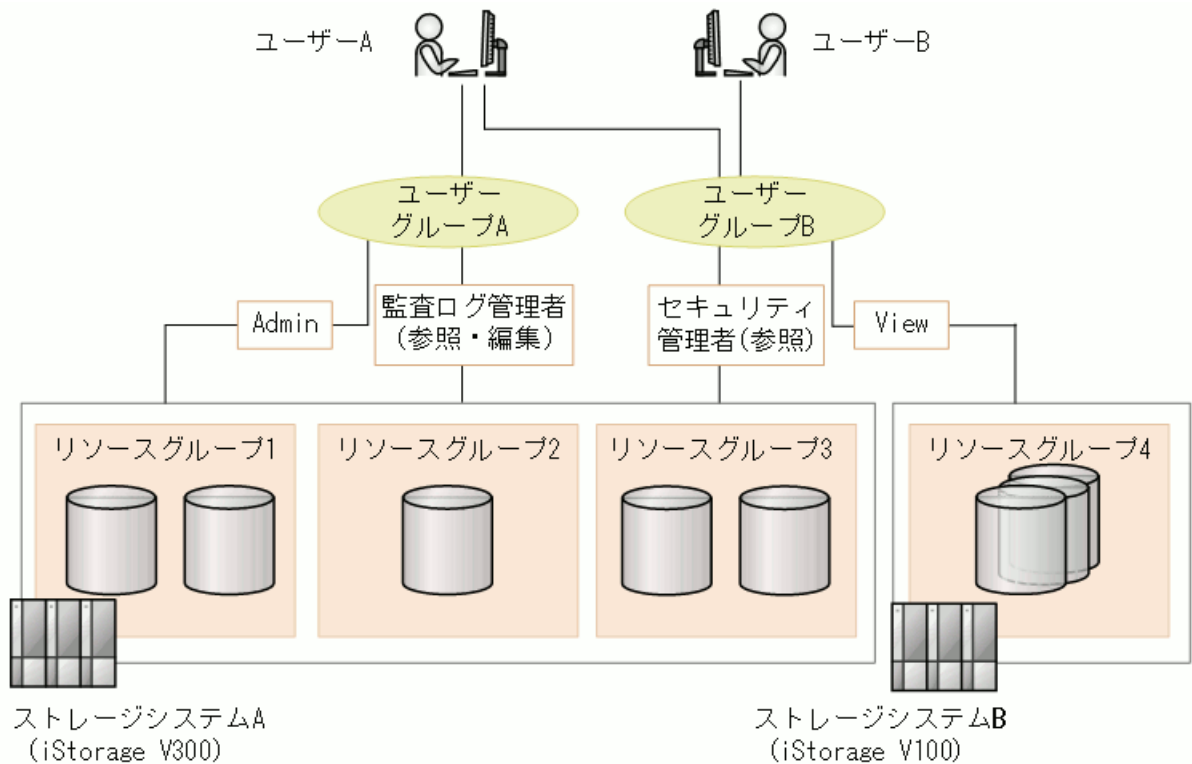 ユーザーA
ユーザーB
ユーザー
グループA
ユーザー
グループB
Admin
監査ログ管理者
(参照・編集)
セキュリティ
管理者(参照)
View
リソースグループ1
リソースグループ2
リソースグループ3
リソースグループ4
ストレージシステムA
(iStorage V300)
ストレージシステムB
(iStorage V100)